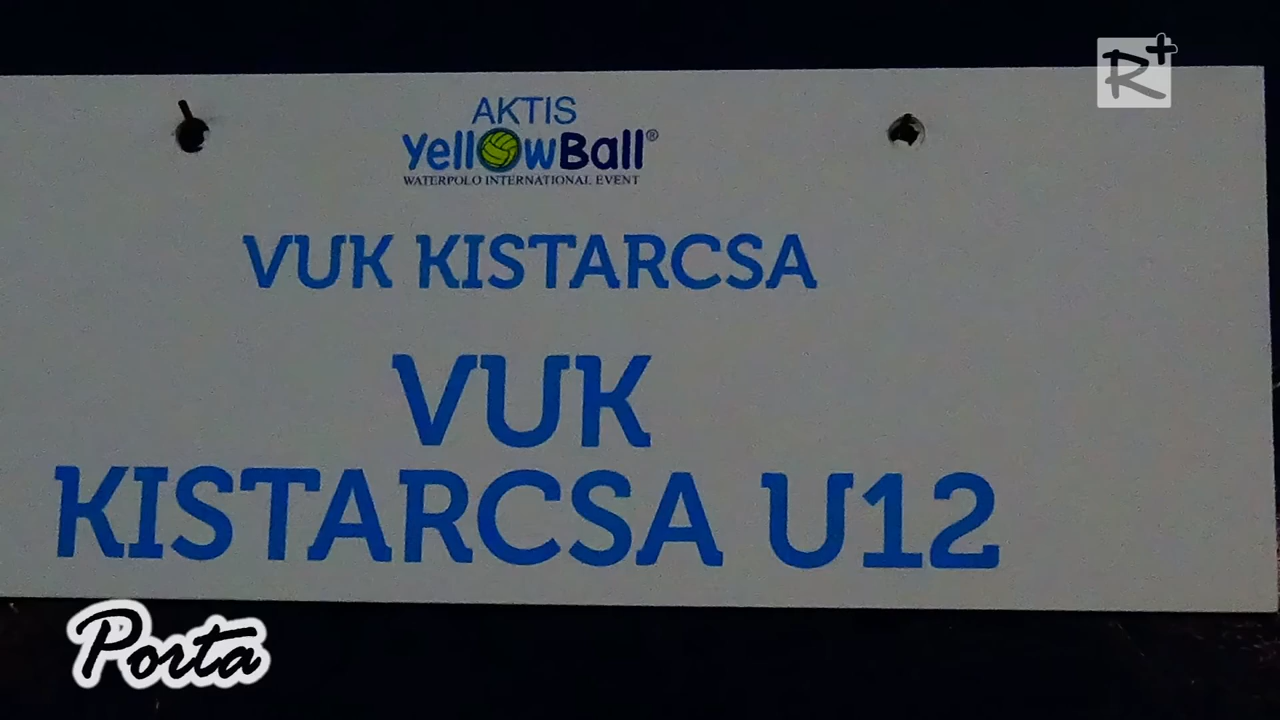 R+
AKTIS
YellowBall®
WATERPOLO INTERNATIONAL EVENT
VUK KISTARCSA
VUK
KISTARCSA U12
Porta